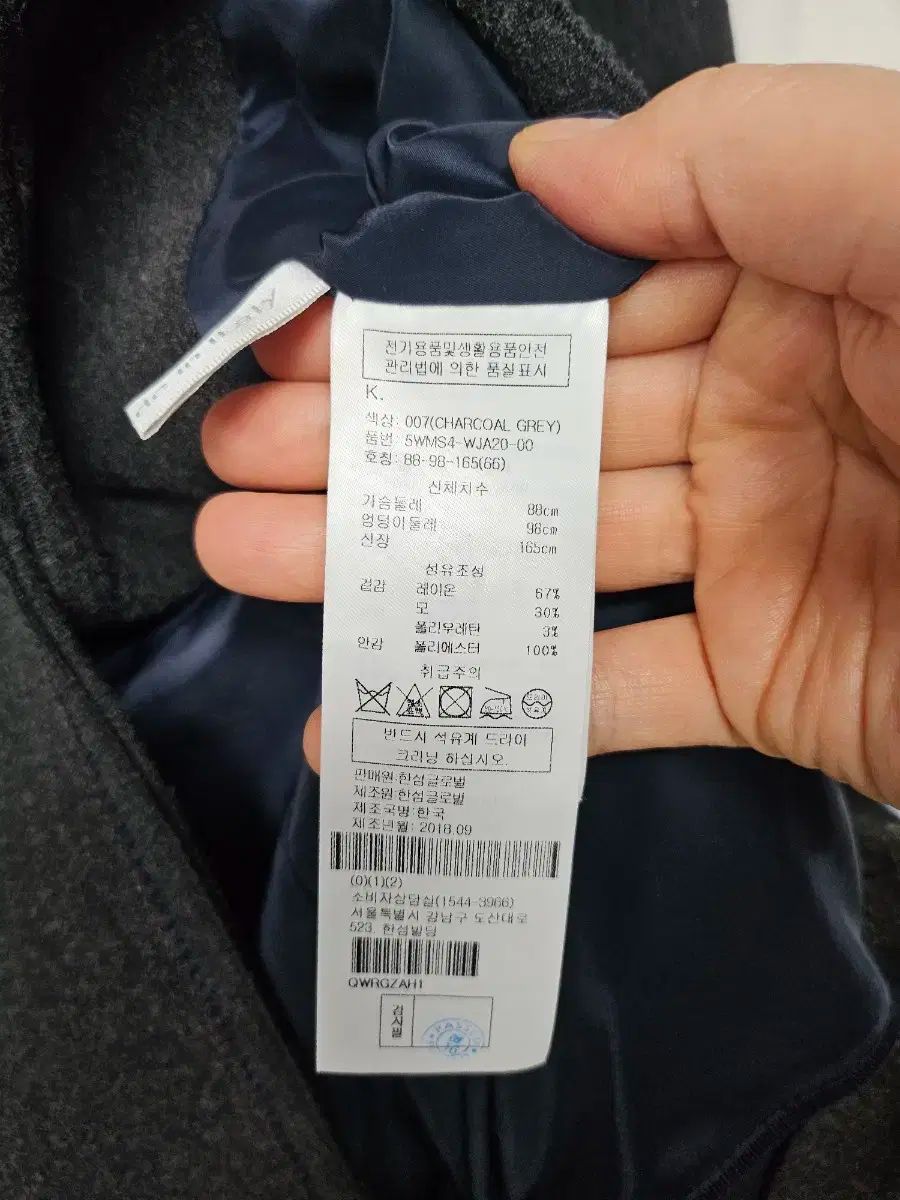 전기용품및생활용품안전
관리법에 의한 품질표시
K.
색상: 007(CHARCOAL GREY)
품번: 5WMS4-WJA20-00
호칭: 88-98-165(66)
신체치수
가슴둘레 88cm
엉덩이둘레 98cm
신장 165cm
섬유조성
겉감 레이온 67%
모 30%
폴리우레탄 3%
안감 폴리에스터 100%
취급주의
반드시 석유계 드라이
크리닝 하십시오.
판매원:한섬글로벌
제조원:한섬글로벌
제조국명:한국
제조년월: 2018.09
(0)(1)(2)
소비자상담실(1544-3966)
서울특별시 강남구 도산대로
523, 한섬빌딩
QWRGZAH1
검사필